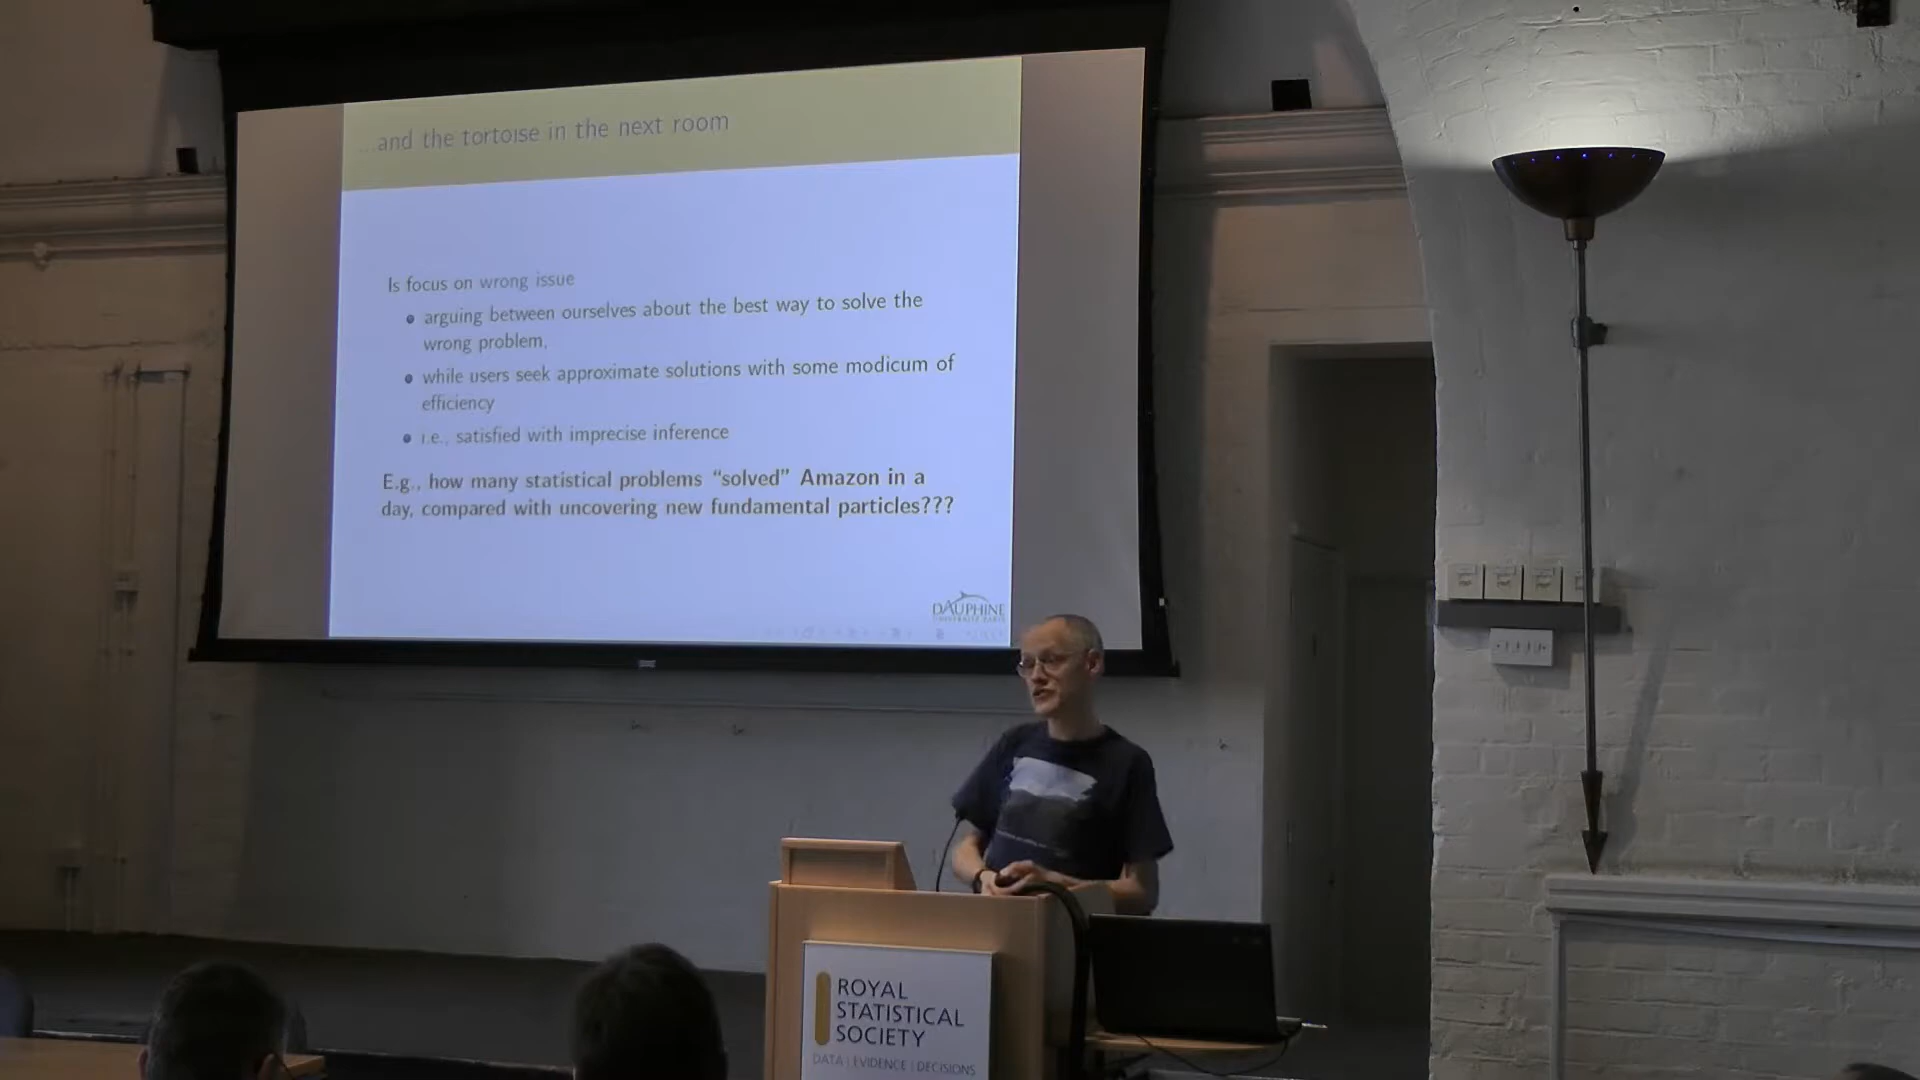 ...and the tortoise in the next room
Is focus on wrong issue
arguing between ourselves about the best way to solve the
wrong problem,
while users seek approximate solutions with some modicum of
efficiency
i.e., satisfied with imprecise inference
E.g., how many statistical problems “solved” Amazon in a
day, compared with uncovering new fundamental particles???
DAUPHINE
UNIVERSITÉ PARIS
ROYAL
STATISTICAL
SOCIETY
DATA | EVIDENCE | DECISIONS